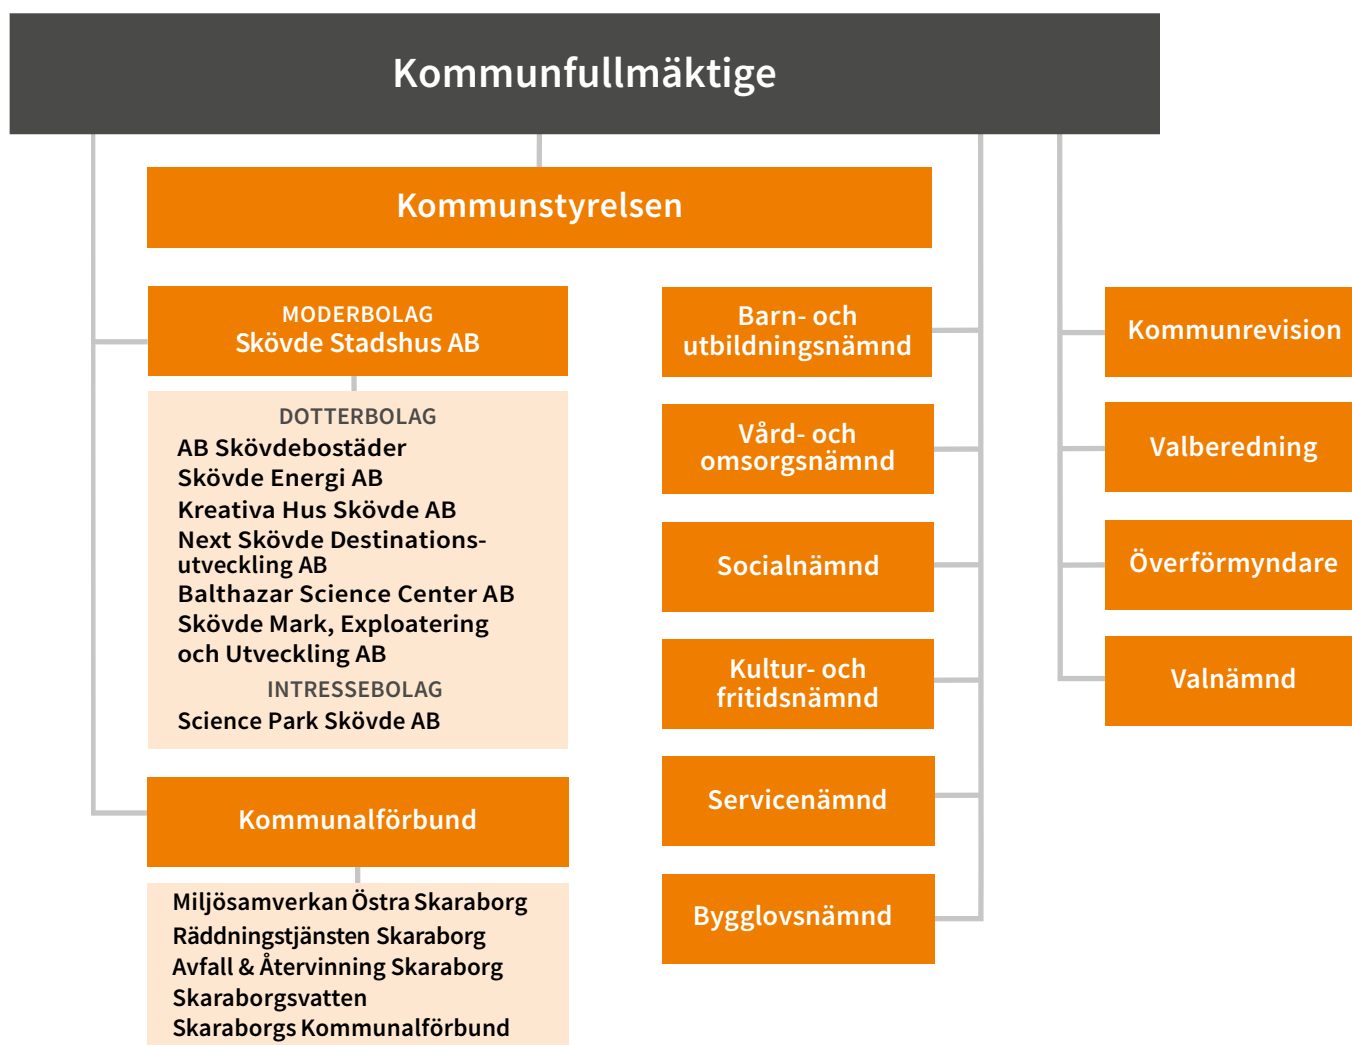 Kommunfullmäktige
Kommunstyrelsen
MODERBOLAG
Skövde Stadshus AB
DOTTERBOLAG
AB Skövdebostäder
Skövde Energi AB
Kreativa Hus Skövde AB
Next Skövde Destinations-
utveckling AB
Balthazar Science Center AB
Skövde Mark, Exploatering
och Utveckling AB
INTRESSEBOLAG
Science Park Skövde AB
Kommunalförbund
Miljösamverkan Östra Skaraborg
Räddningstjänsten Skaraborg
Avfall & Återvinning Skaraborg
Skaraborgsvatten
Skaraborgs Kommunalförbund
Barn- och
utbildningsnämnd
Vård- och
omsorgsnämnd
Socialnämnd
Kultur- och
fritidsnämnd
Servicenämnd
Bygglovsnämnd
Kommunrevision
Valberedning
Överförmyndare
Valnämnd